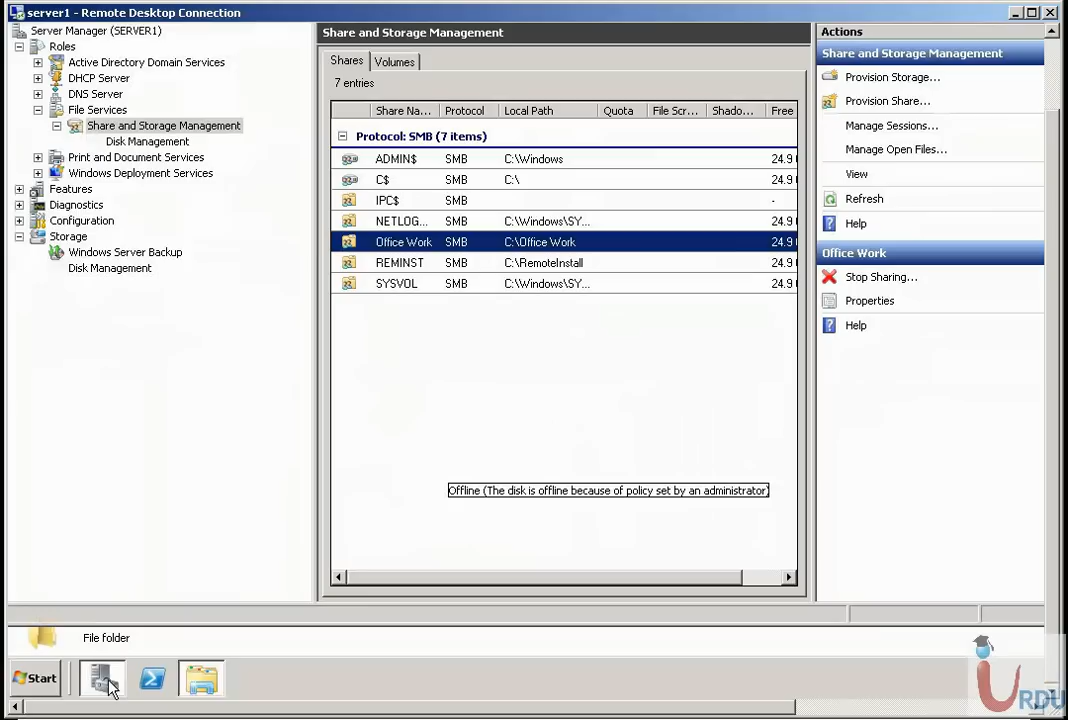 server1 - Remote Desktop Connection
Server Manager (SERVER1)
Roles
Active Directory Domain Services
DHCP Server
DNS Server
File Services
Share and Storage Management
Disk Management
Print and Document Services
Windows Deployment Services
Features
Diagnostics
Configuration
Storage
Windows Server Backup
Disk Management
Share and Storage Management
Shares Volumes
7 entries
Share Na... Protocol Local Path Quota File Scr... Shado... Free
Protocol: SMB (7 items)
ADMIN$ SMB C:\Windows 24.9
C$ SMB C:\ 24.9
IPC$ SMB -
NETLOG... SMB C:\Windows\SY... 24.9
Office Work SMB C:\Office Work 24.9
REMINST SMB C:\RemoteInstall 24.9
SYSVOL SMB C:\Windows\SY... 24.9
Offline (The disk is offline because of policy set by an administrator)
Actions
Share and Storage Management
Provision Storage...
Provision Share...
Manage Sessions...
Manage Open Files...
View
Refresh
Help
Office Work
Stop Sharing...
Properties
Help
File folder
Start
URDU